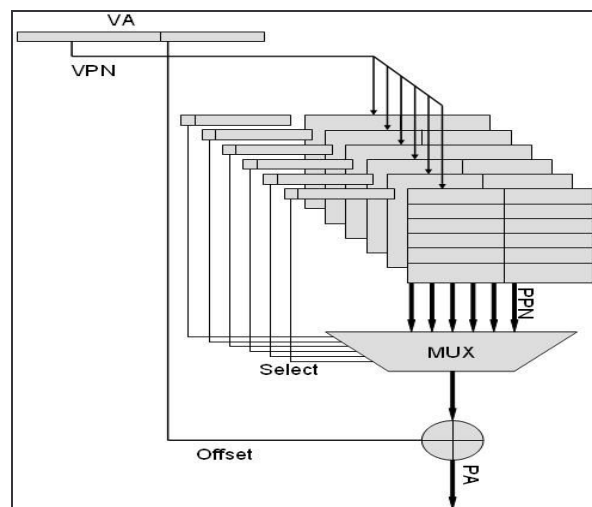 VA
VPN
PPN
MUX
Select
Offset
PA